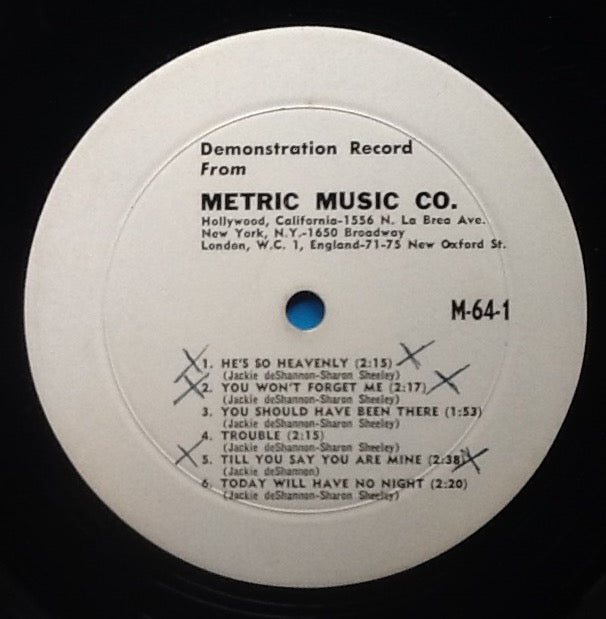 Demonstration Record
From
METRIC MUSIC CO.
Hollywood, California-1556 N. La Brea Ave.
New York, N.Y.-1650 Broadway
London, W.C. 1, England-71-75 New Oxford St.
M-64-1
1. HE'S SO HEAVENLY (2:15)
(Jackie deShannon-Sharon Sheeley)
2. YOU WON'T FORGET ME (2:17)
(Jackie deShannon-Sharon Sheeley)
3. YOU SHOULD HAVE BEEN THERE (1:53)
(Jackie deShannon-Sharon Sheeley)
4. TROUBLE (2:15)
(Jackie deShannon-Sharon Sheeley)
5. TILL YOU SAY YOU ARE MINE (2:38)
(Jackie deShannon)
6. TODAY WILL HAVE NO NIGHT (2:20)
(Jackie deShannon-Sharon Sheeley)